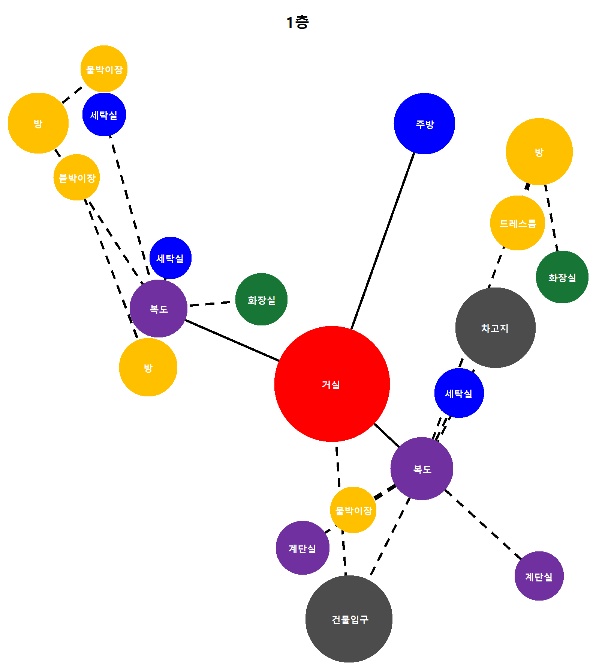 1층
붙박이장
방
세탁실
주방
방
붙박이장
드레스룸
세탁실
화장실
복도
화장실
차고지
방
거실
세탁실
복도
붙박이장
계단실
계단실
건물입구